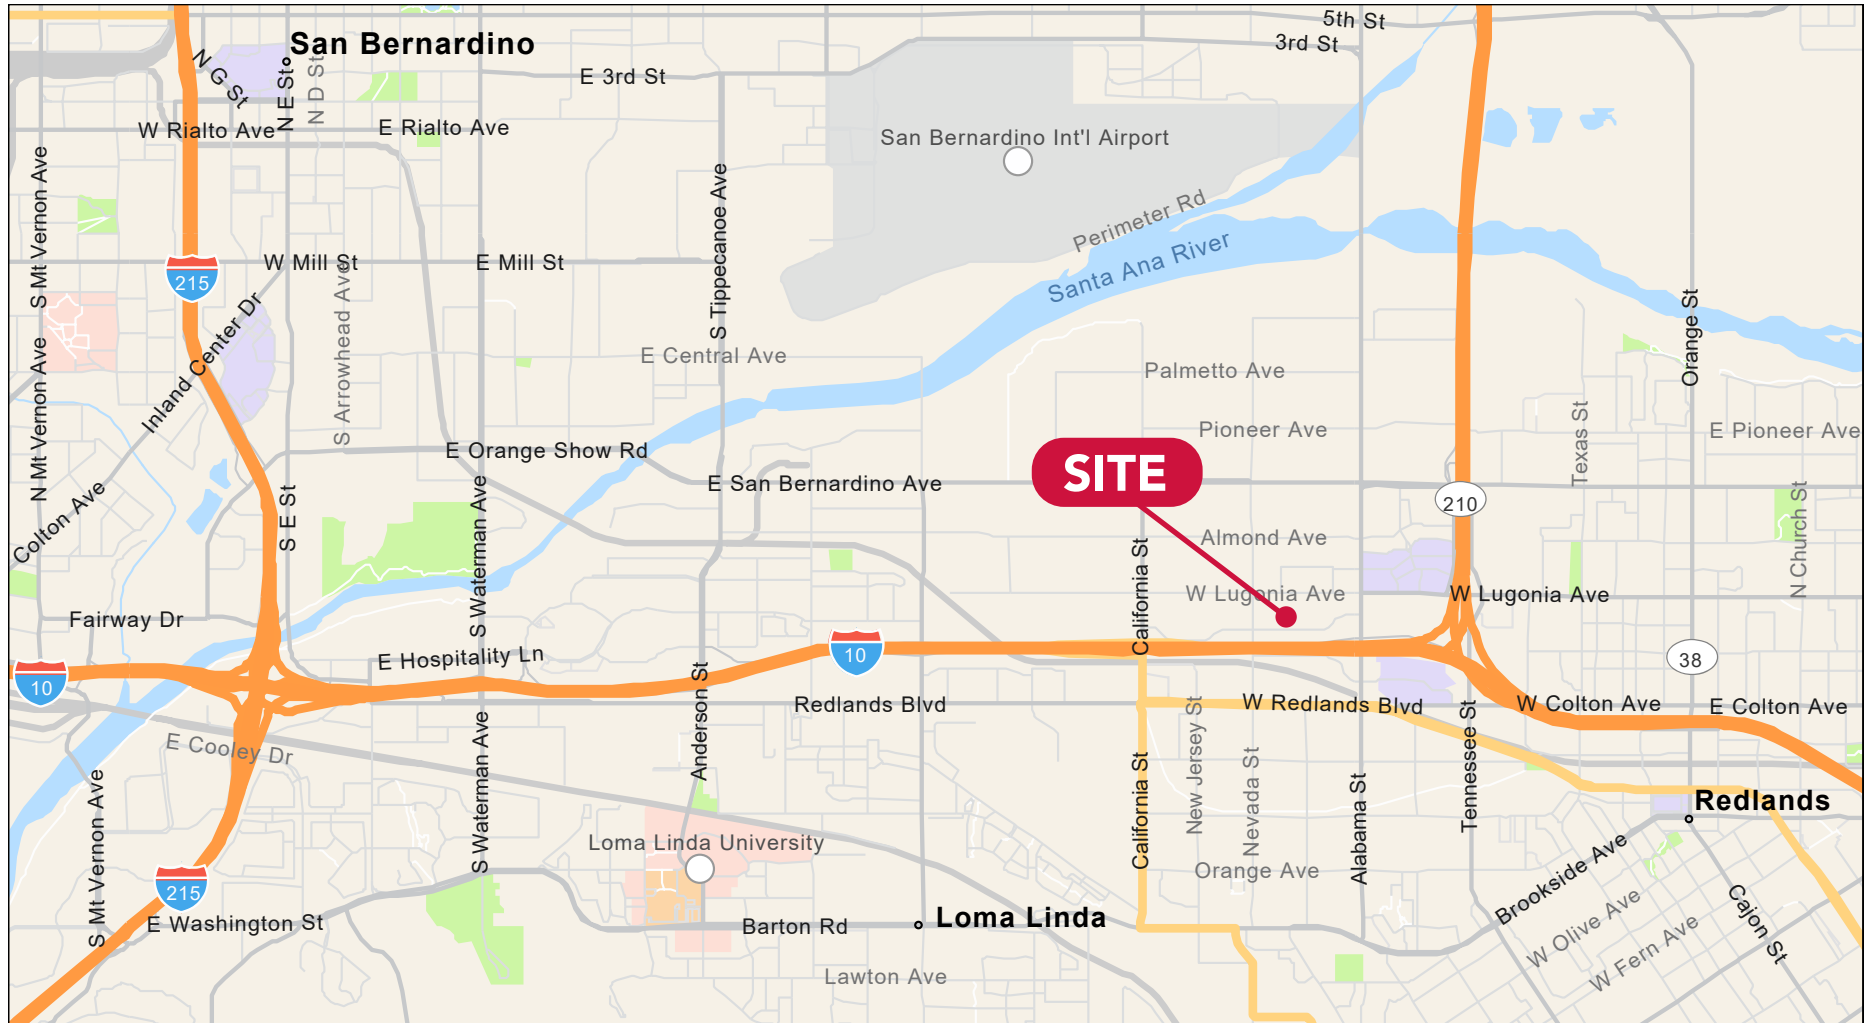 5th St
3rd St
San Bernardino
N G St
N E St
N D St
E 3rd St
W Rialto Ave
E Rialto Ave
San Bernardino Int'l Airport
N Mt Vernon Ave
S Mt Vernon Ave
S Tippecanoe Ave
Perimeter Rd
Santa Ana River
W Mill St
E Mill St
215
Inland Center Dr
S Arrowhead Ave
E Central Ave
Palmetto Ave
Orange St
N Mt Vernon Ave
Pioneer Ave
Texas St
E Pioneer Ave
E Orange Show Rd
SITE
E San Bernardino Ave
210
Colton Ave
S E St
S Waterman Ave
Almond Ave
California St
N Church St
W Lugonia Ave
W Lugonia Ave
Fairway Dr
E Hospitality Ln
10
10
38
Anderson St
Redlands Blvd
New Jersey St
W Redlands Blvd
W Colton Ave
E Colton Ave
E Cooley Dr
S Waterman Ave
California St
Nevada St
Alabama St
Tennessee St
Redlands
S Mt Vernon Ave
Loma Linda University
Orange Ave
Brookside Ave
215
E Washington St
Barton Rd
Loma Linda
W Olive Ave
W Fern Ave
Cajon St
Lawton Ave